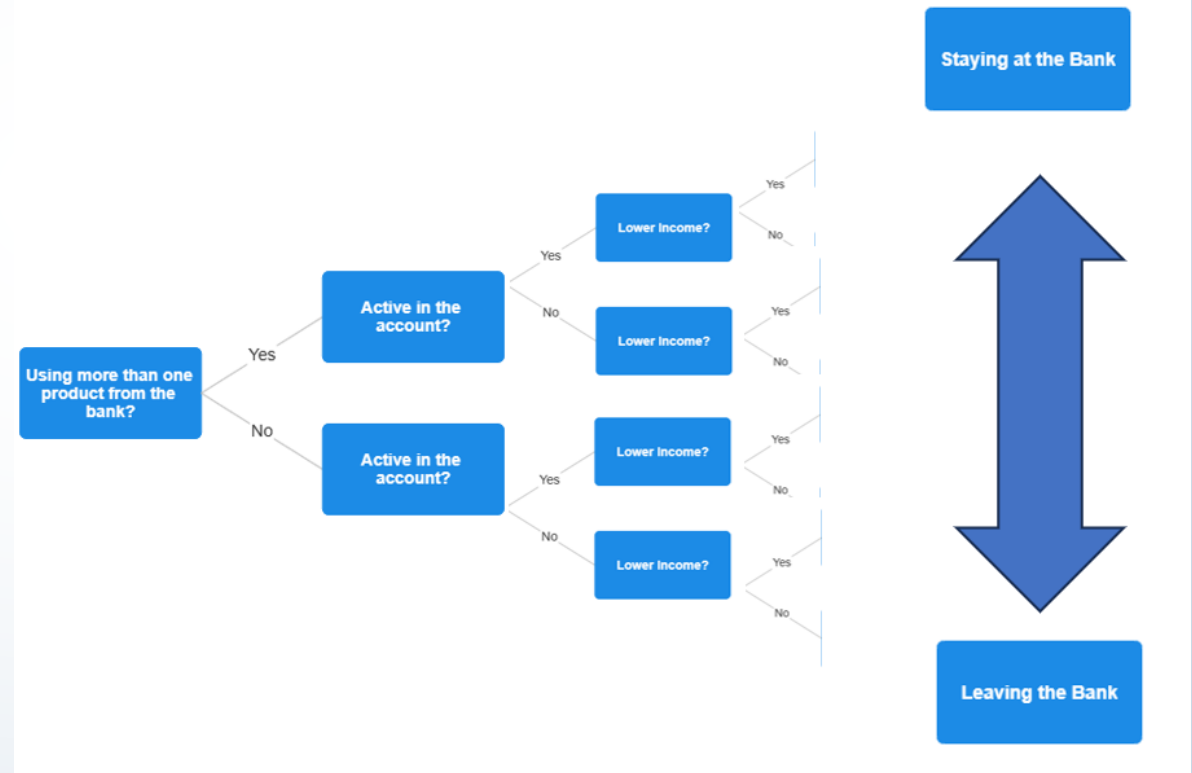 Staying at the Bank
Yes
Lower Income?
No
Yes
Active in the
account?
Yes
No
Lower Income?
Yes
No
Using more than one
product from the
bank?
Yes
No
Active in the
account?
Yes
Lower Income?
Yes
No
No
Lower Income?
Yes
No
Leaving the Bank